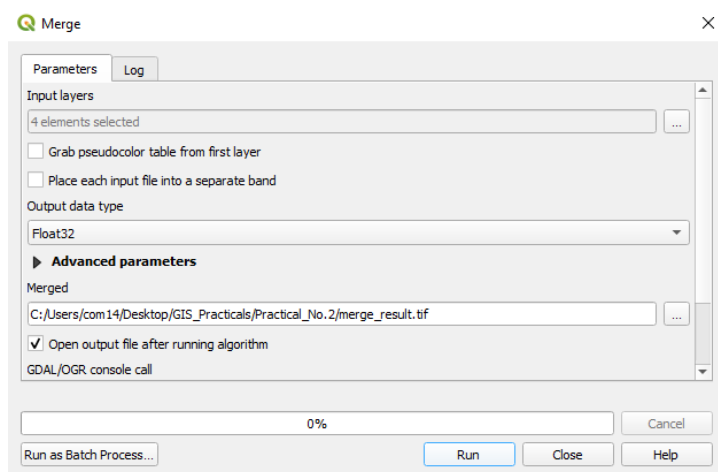 Merge
Parameters Log
Input layers
4 elements selected
...
Grab pseudocolor table from first layer
Place each input file into a separate band
Output data type
Float32
Advanced parameters
Merged
C:/Users/com14/Desktop/GIS_Practicals/Practical_No.2/merge_result.tif
...
Open output file after running algorithm
GDAL/OGR console call
0%
Cancel
Run as Batch Process...
Run
Close
Help